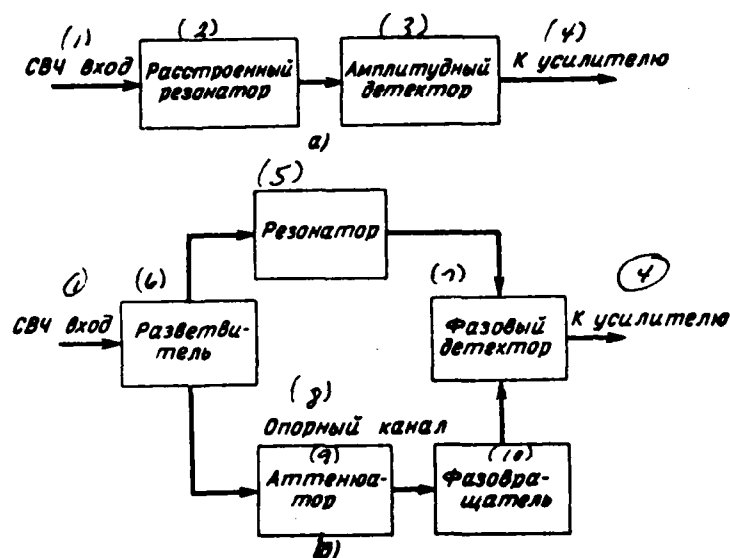 (1) (2) (3) (4)
СВЧ вход
Расстроенный
резонатор
Амплитудный
детектор
К усилителю
а)
(5)
Резонатор
(1) (6) (7) (4)
СВЧ вход
Разветви-
тель
Фазовый
детектор
К усилителю
(8)
Опорный канал
(9)
Аттенюа-
тор
(10)
Фазовра-
щатель